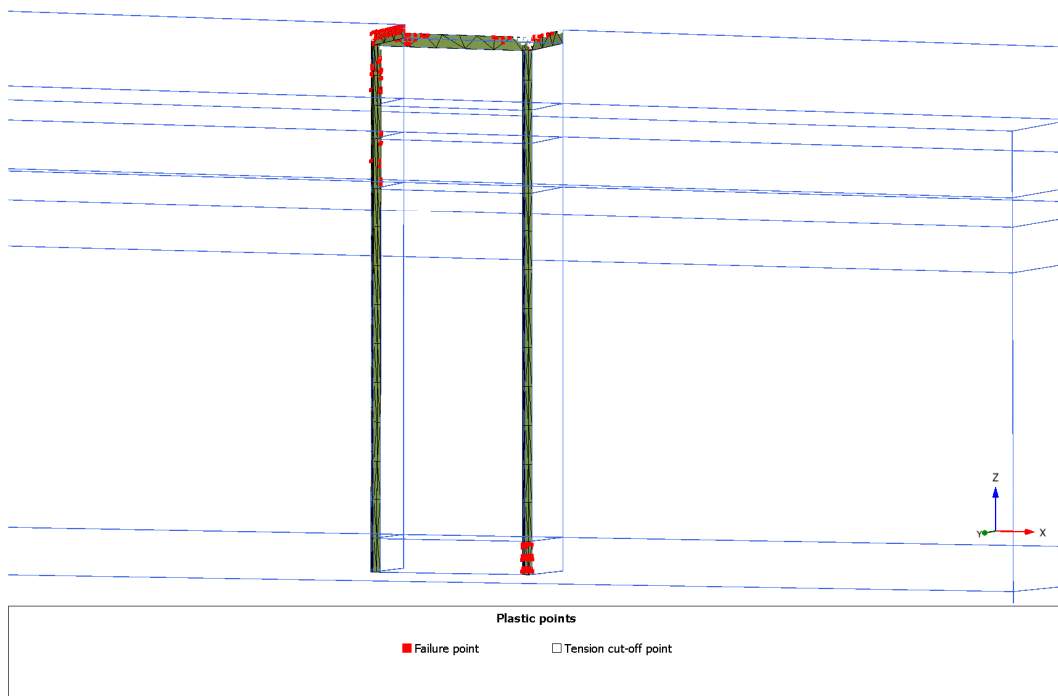 Z
Y
X
Plastic points
Failure point
Tension cut-off point